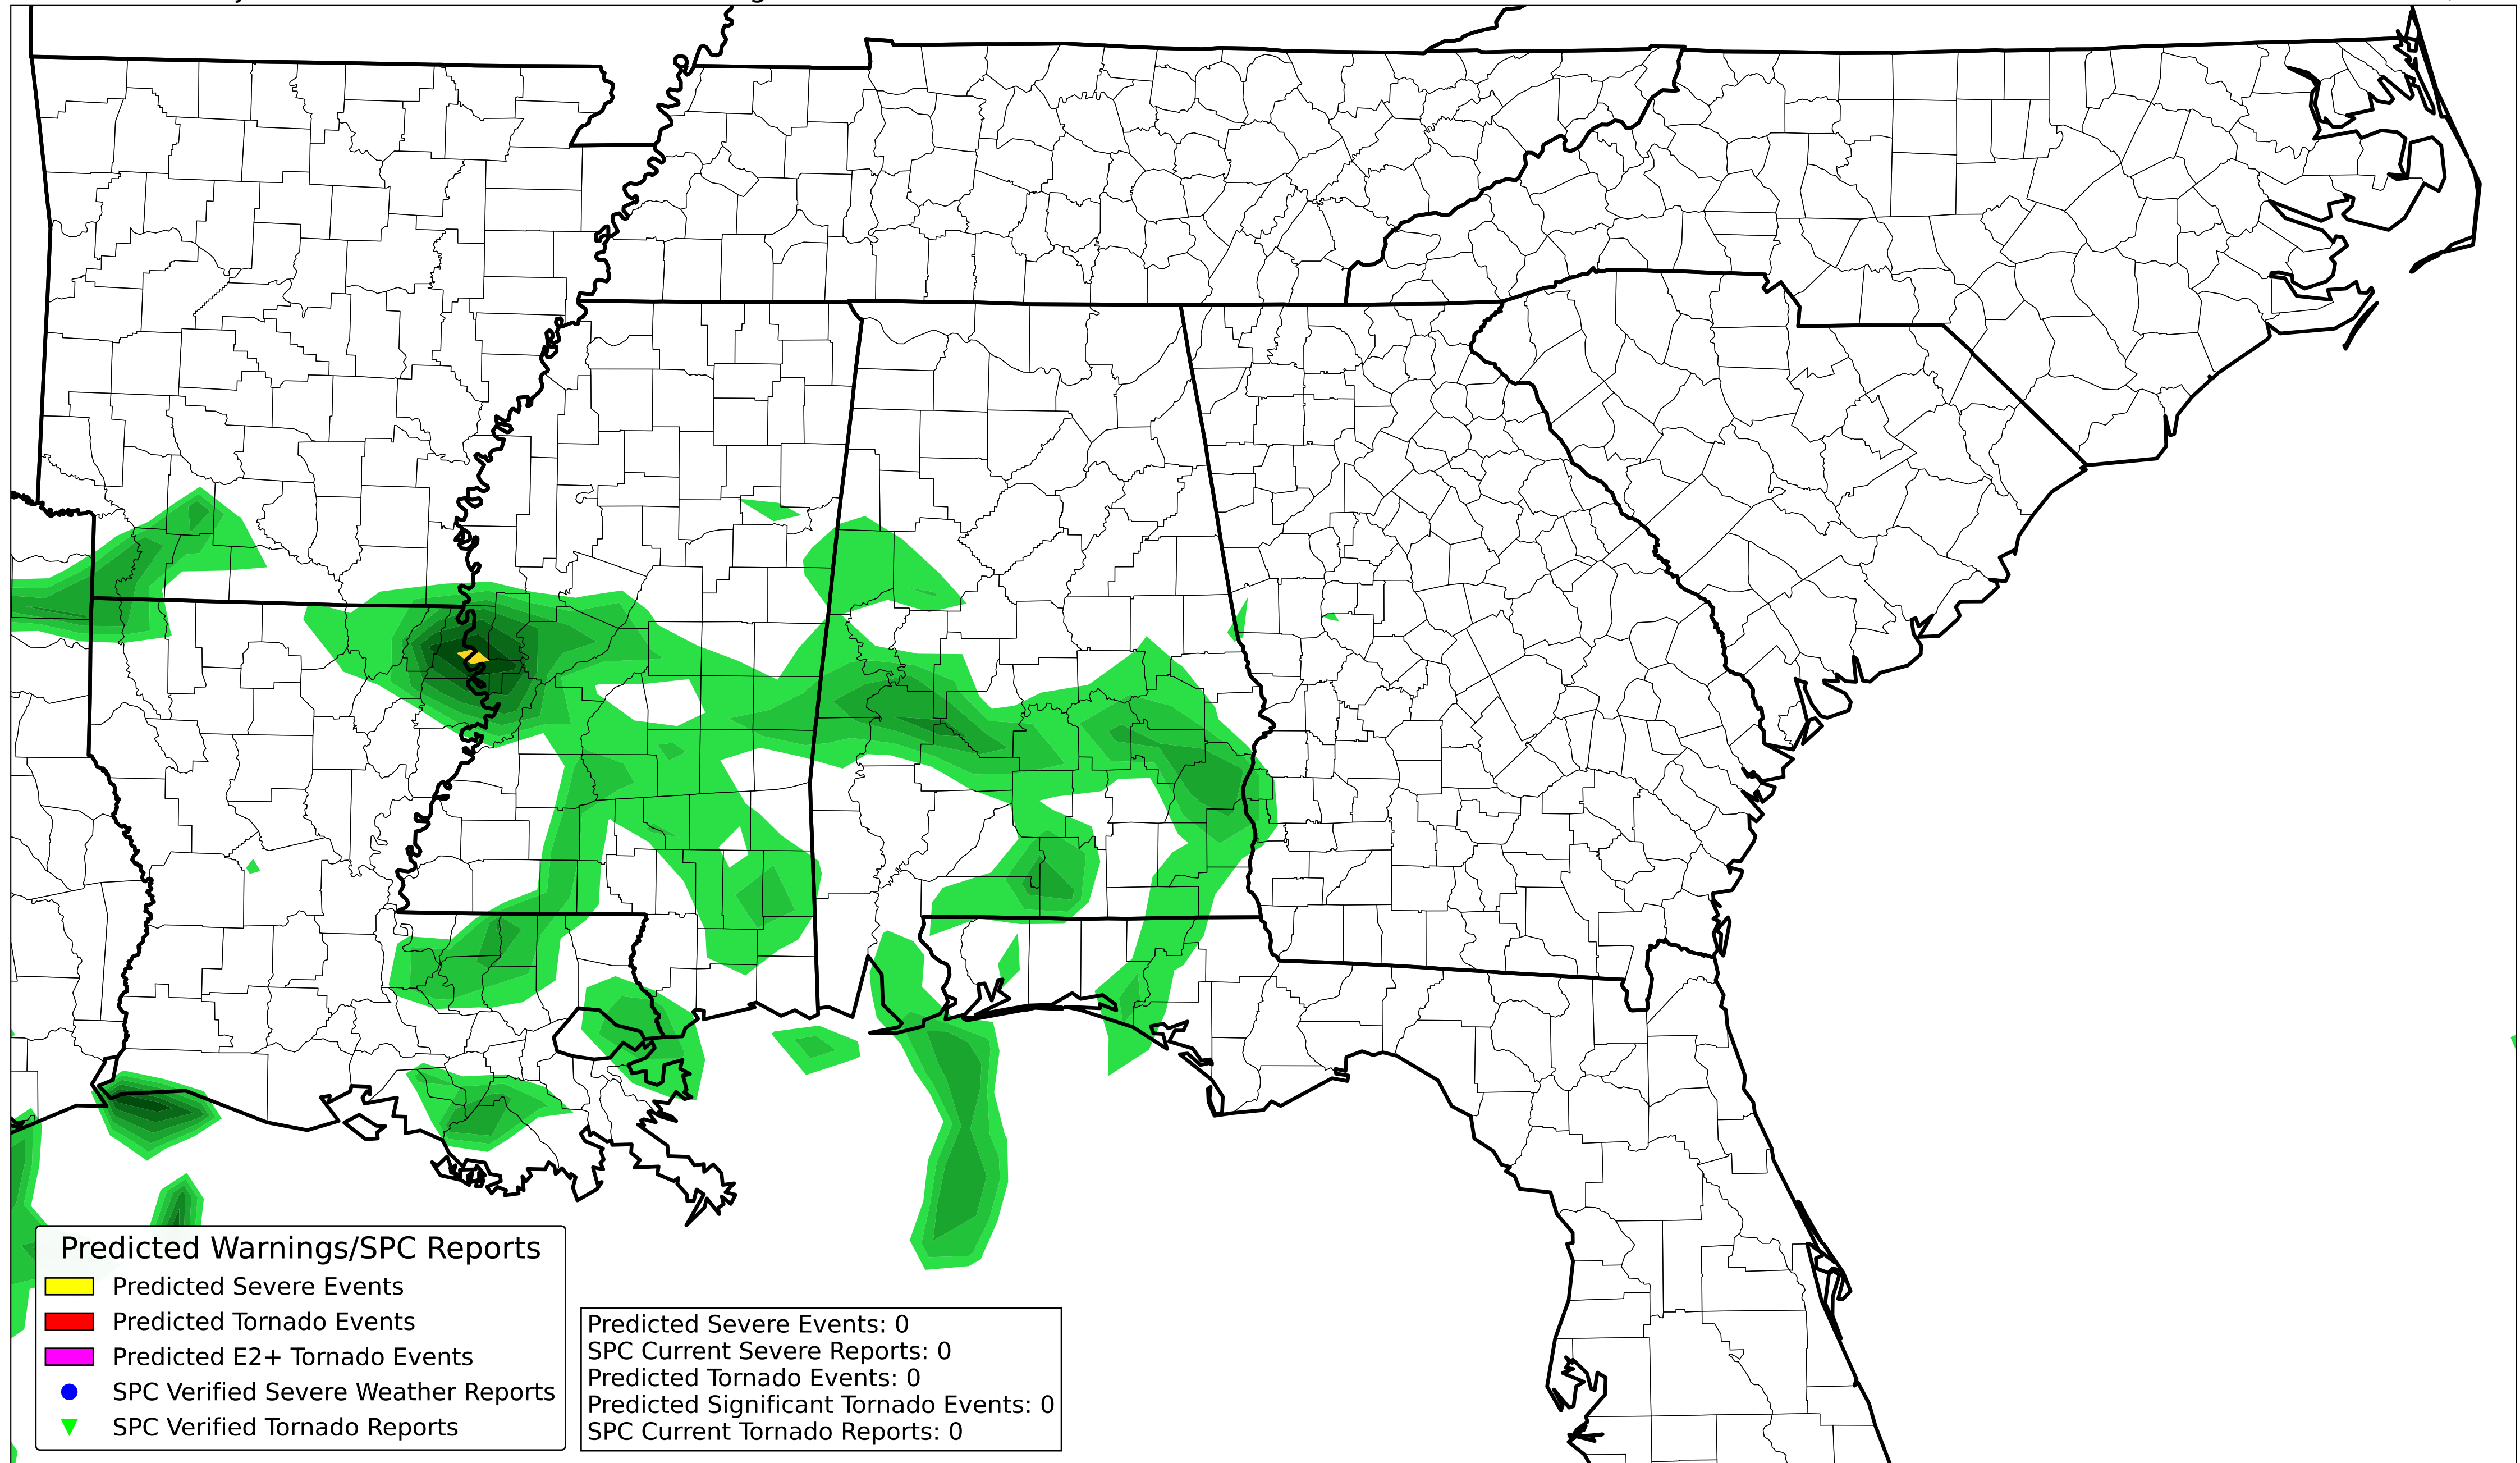 Predicted Warnings/SPC Reports
Predicted Severe Events
Predicted Tornado Events
Predicted E2+ Tornado Events
SPC Verified Severe Weather Reports
SPC Verified Tornado Reports
Predicted Severe Events: 0
SPC Current Severe Reports: 0
Predicted Tornado Events: 0
Predicted Significant Tornado Events: 0
SPC Current Tornado Reports: 0